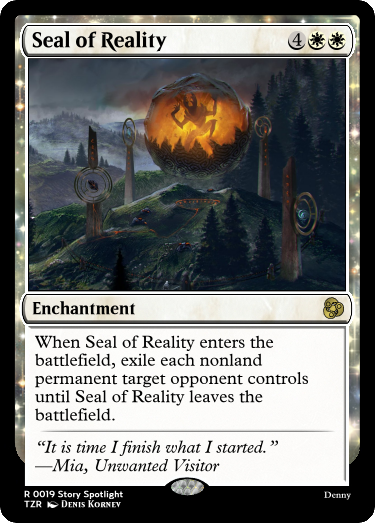 Seal of Reality 4
Enchantment
When Seal of Reality enters the
battlefield, exile each nonland
permanent target opponent controls
until Seal of Reality leaves the
battlefield.
“It is time I finish what I started.”
—Mia, Unwanted Visitor
R 0019 Story Spotlight
TZR Denis Kornev
Denny